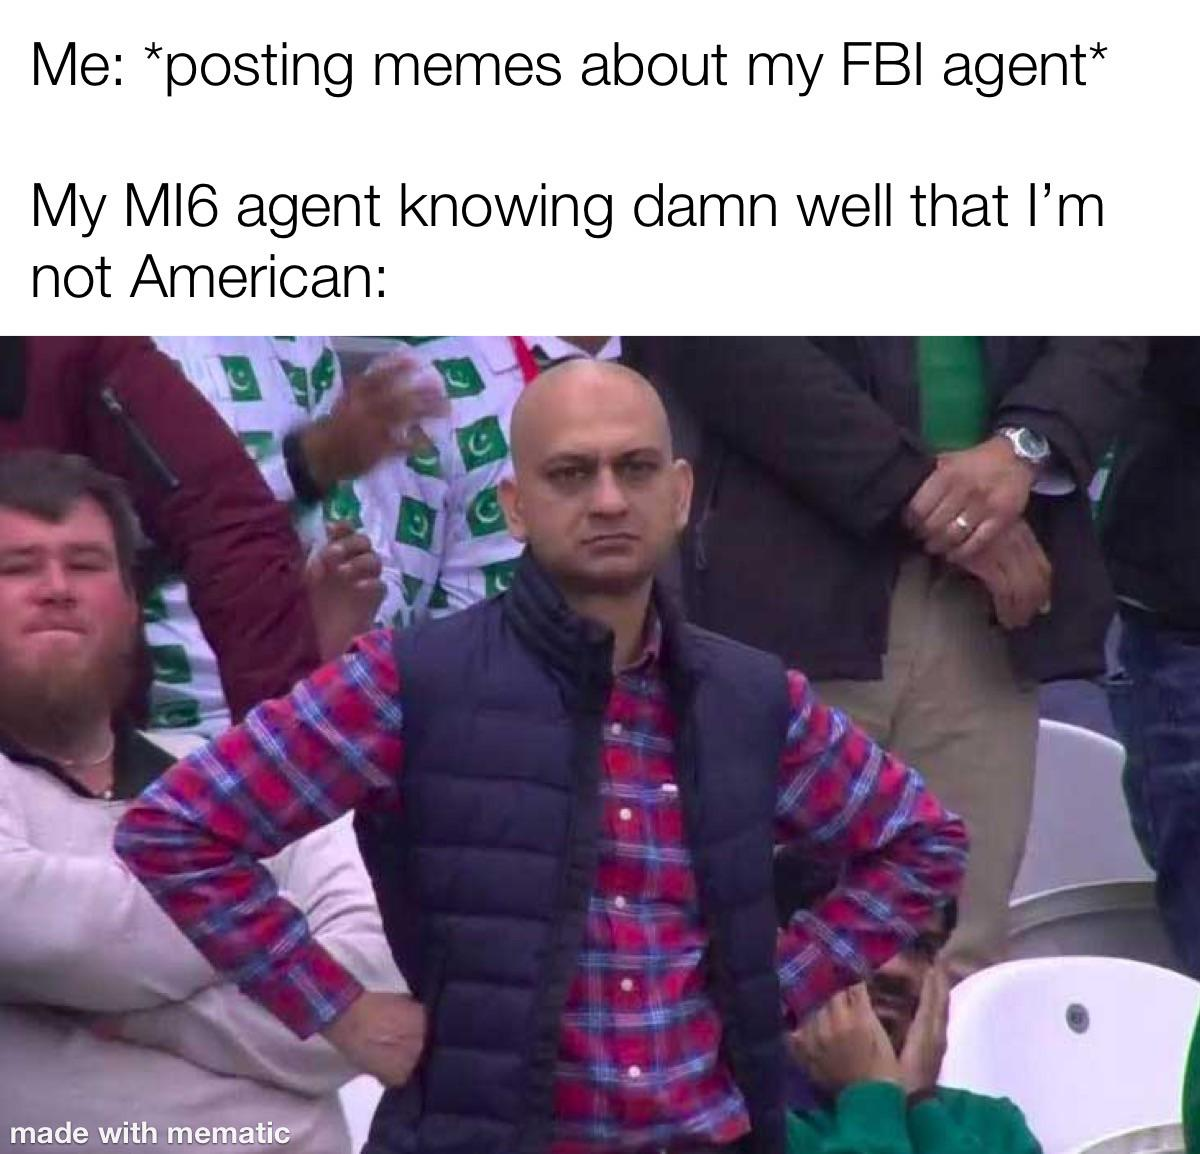 Me: *posting memes about my FBI agent*
My MI6 agent knowing damn well that I’m
not American:
made with mematic